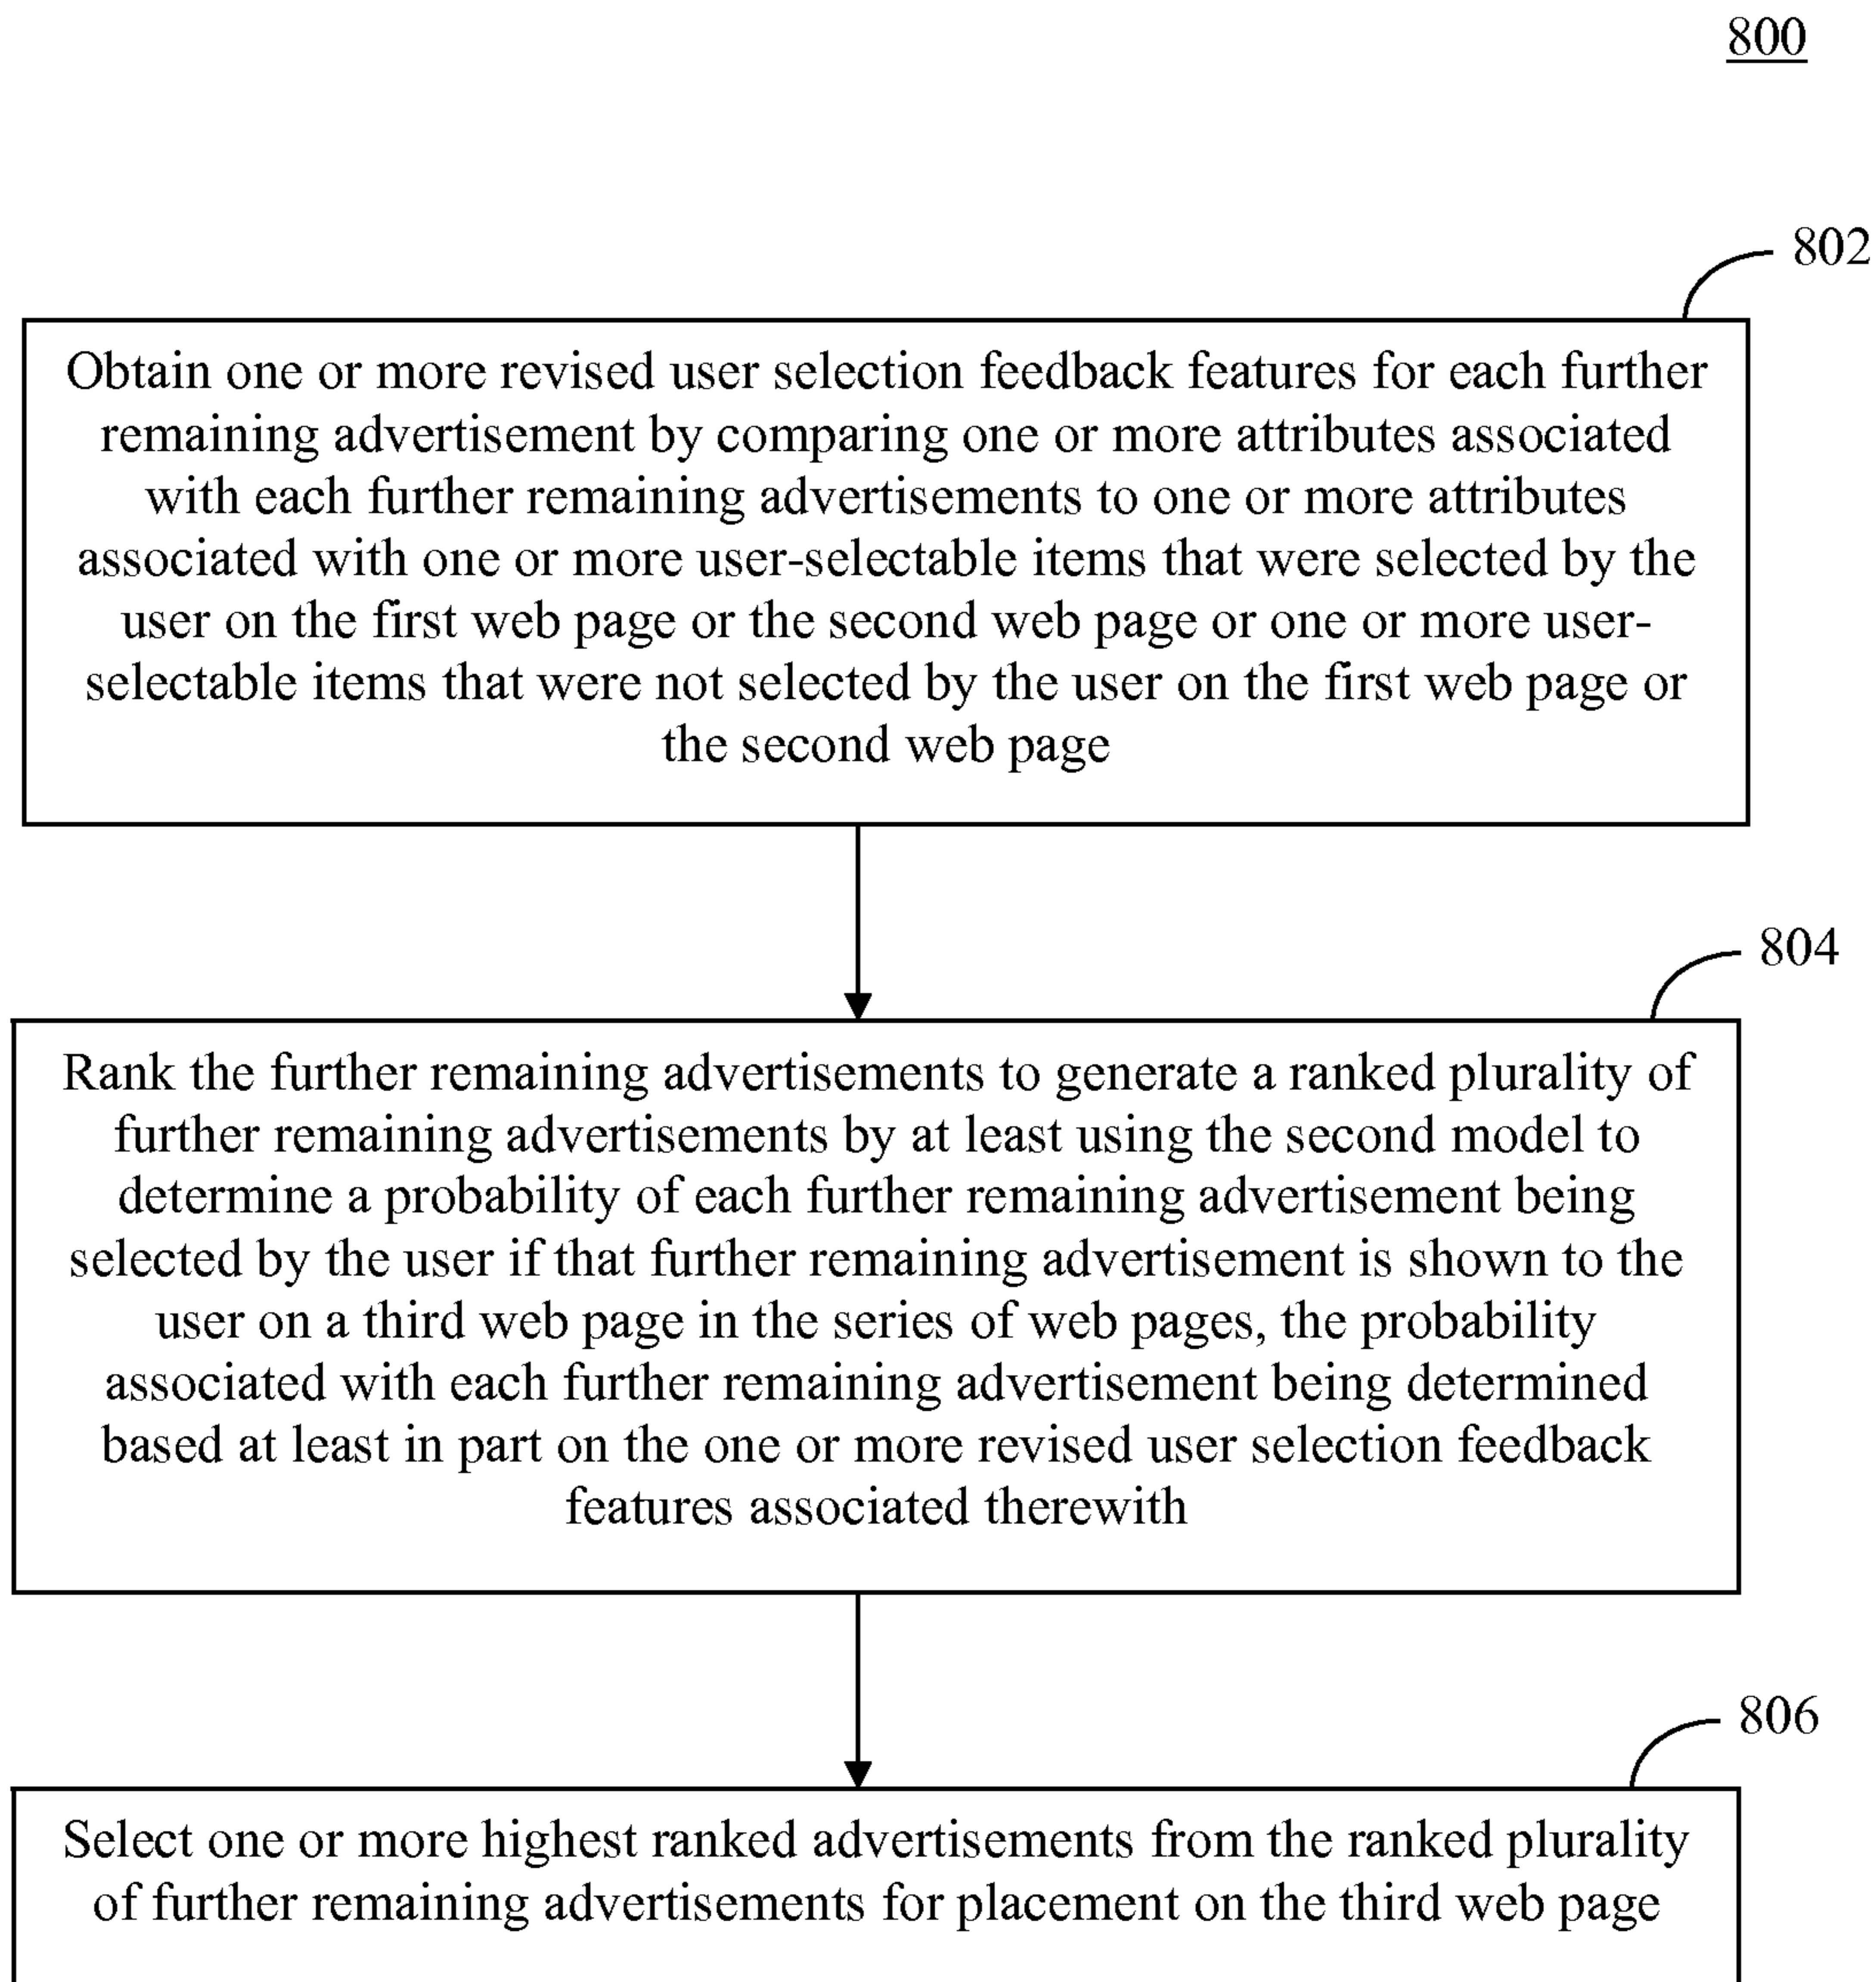 800
802
Obtain one or more revised user selection feedback features for each further
remaining advertisement by comparing one or more attributes associated
with each further remaining advertisements to one or more attributes
associated with one or more user-selectable items that were selected by the
user on the first web page or the second web page or one or more user-
selectable items that were not selected by the user on the first web page or
the second web page
804
Rank the further remaining advertisements to generate a ranked plurality of
further remaining advertisements by at least using the second model to
determine a probability of each further remaining advertisement being
selected by the user if that further remaining advertisement is shown to the
user on a third web page in the series of web pages, the probability
associated with each further remaining advertisement being determined
based at least in part on the one or more revised user selection feedback
features associated therewith
806
Select one or more highest ranked advertisements from the ranked plurality
of further remaining advertisements for placement on the third web page